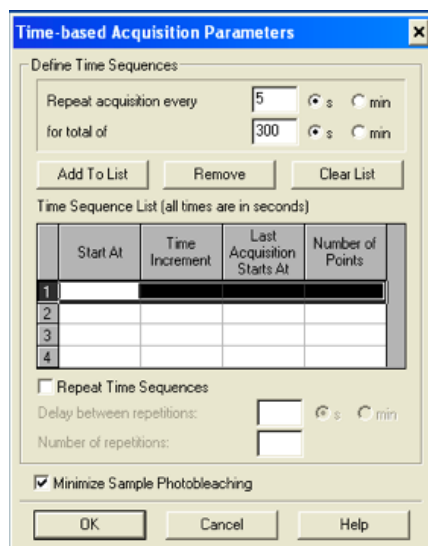 Time-based Acquisition Parameters
Define Time Sequences
Repeat acquisition every 5 s min
for total of 300 s min
Add To List Remove Clear List
Time Sequence List (all times are in seconds)
Start At Time Increment Last Acquisition Starts At Number of Points
1
2
3
4
Repeat Time Sequences
Delay between repetitions: s min
Number of repetitions:
Minimize Sample Photobleaching
OK Cancel Help